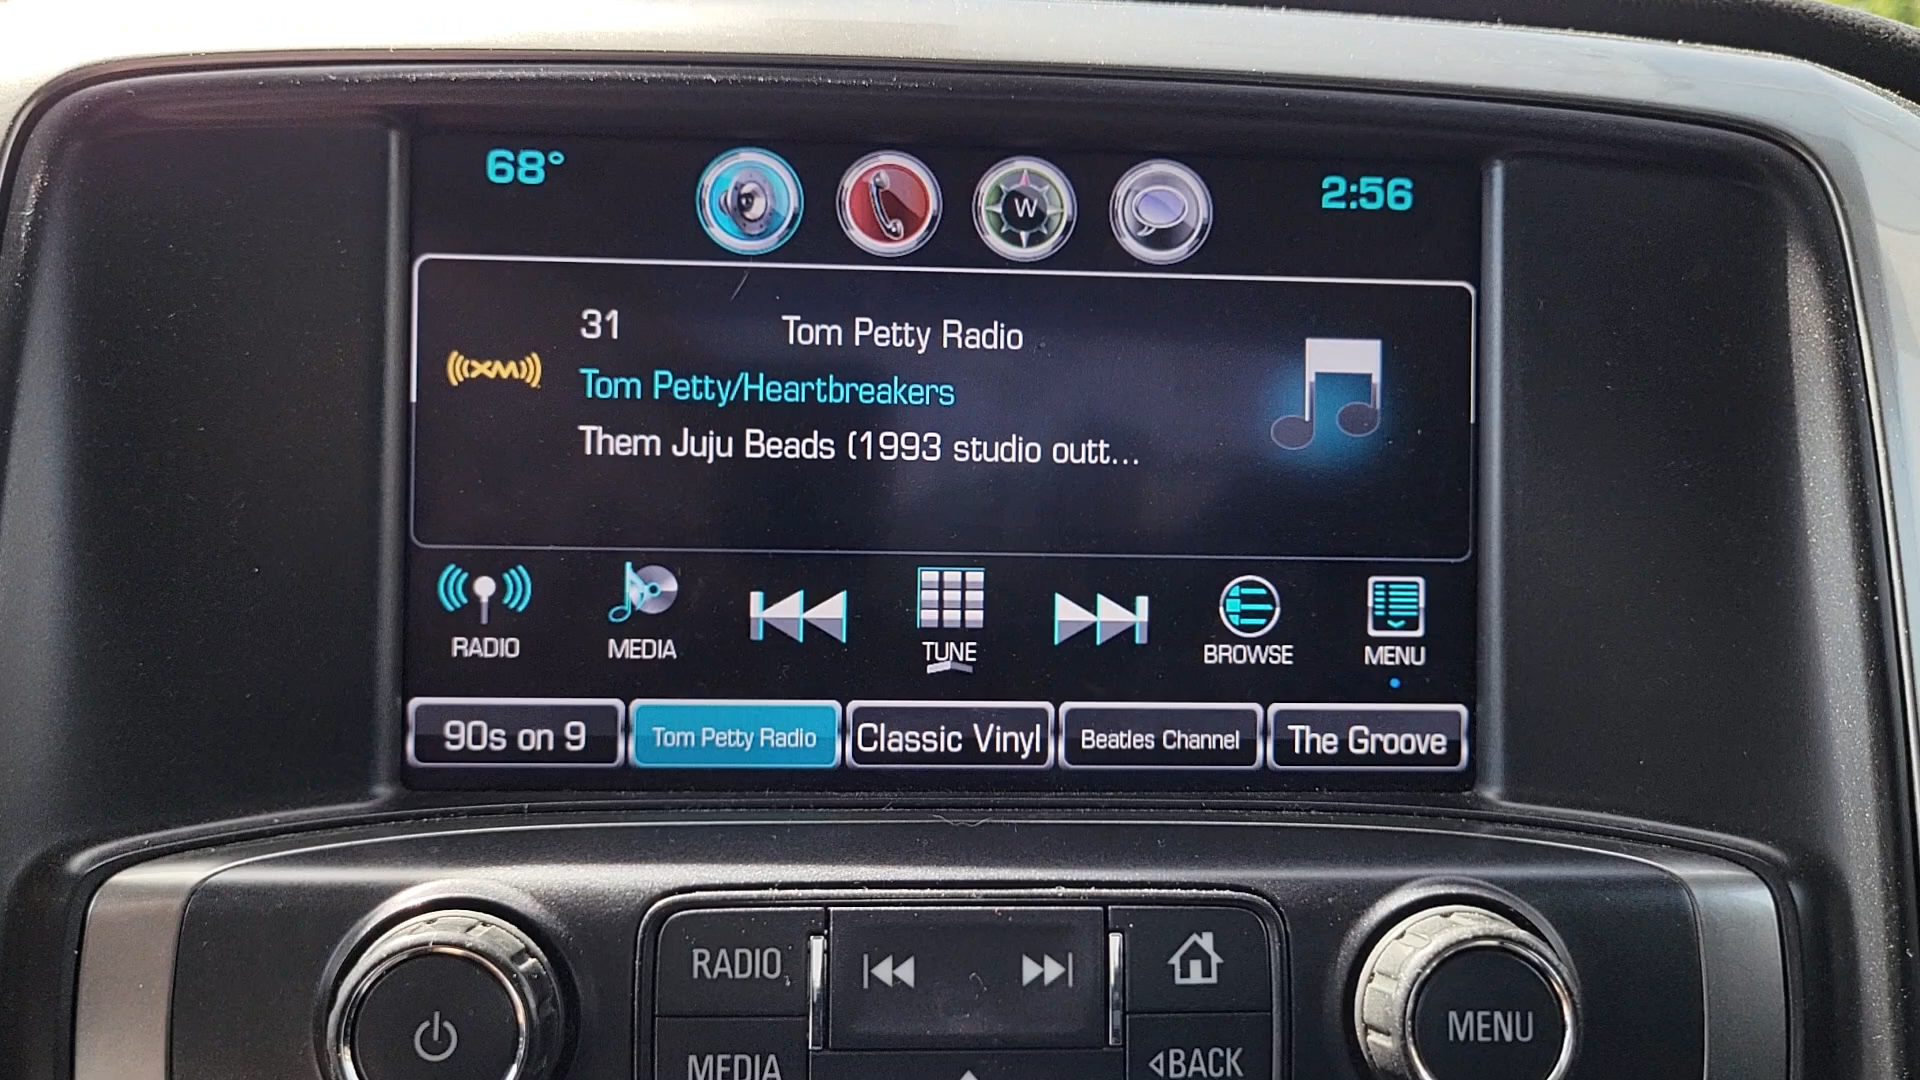 68°
W
2:56
31
Tom Petty Radio
((XM))
Tom Petty/Heartbreakers
Them Juju Beads (1993 studio outt...
RADIO
MEDIA
TUNE
BROWSE
MENU
90s on 9
Tom Petty Radio
Classic Vinyl
Beatles Channel
The Groove
RADIO
MENU
MEDIA
BACK